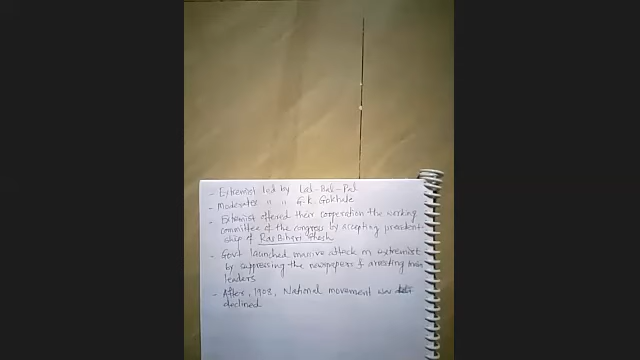 - Extremist led by Lal-Bal-Pal
- Moderates " " G.K. Gokhale
- Extremist offered their cooperation the working
committee of the congress by accepting president
ship of Ras Bihari Ghosh
- Govt launched massive attack on extremist
by suppressing the newspapers & arresting their
leaders
- After, 1908, National movement was
declined